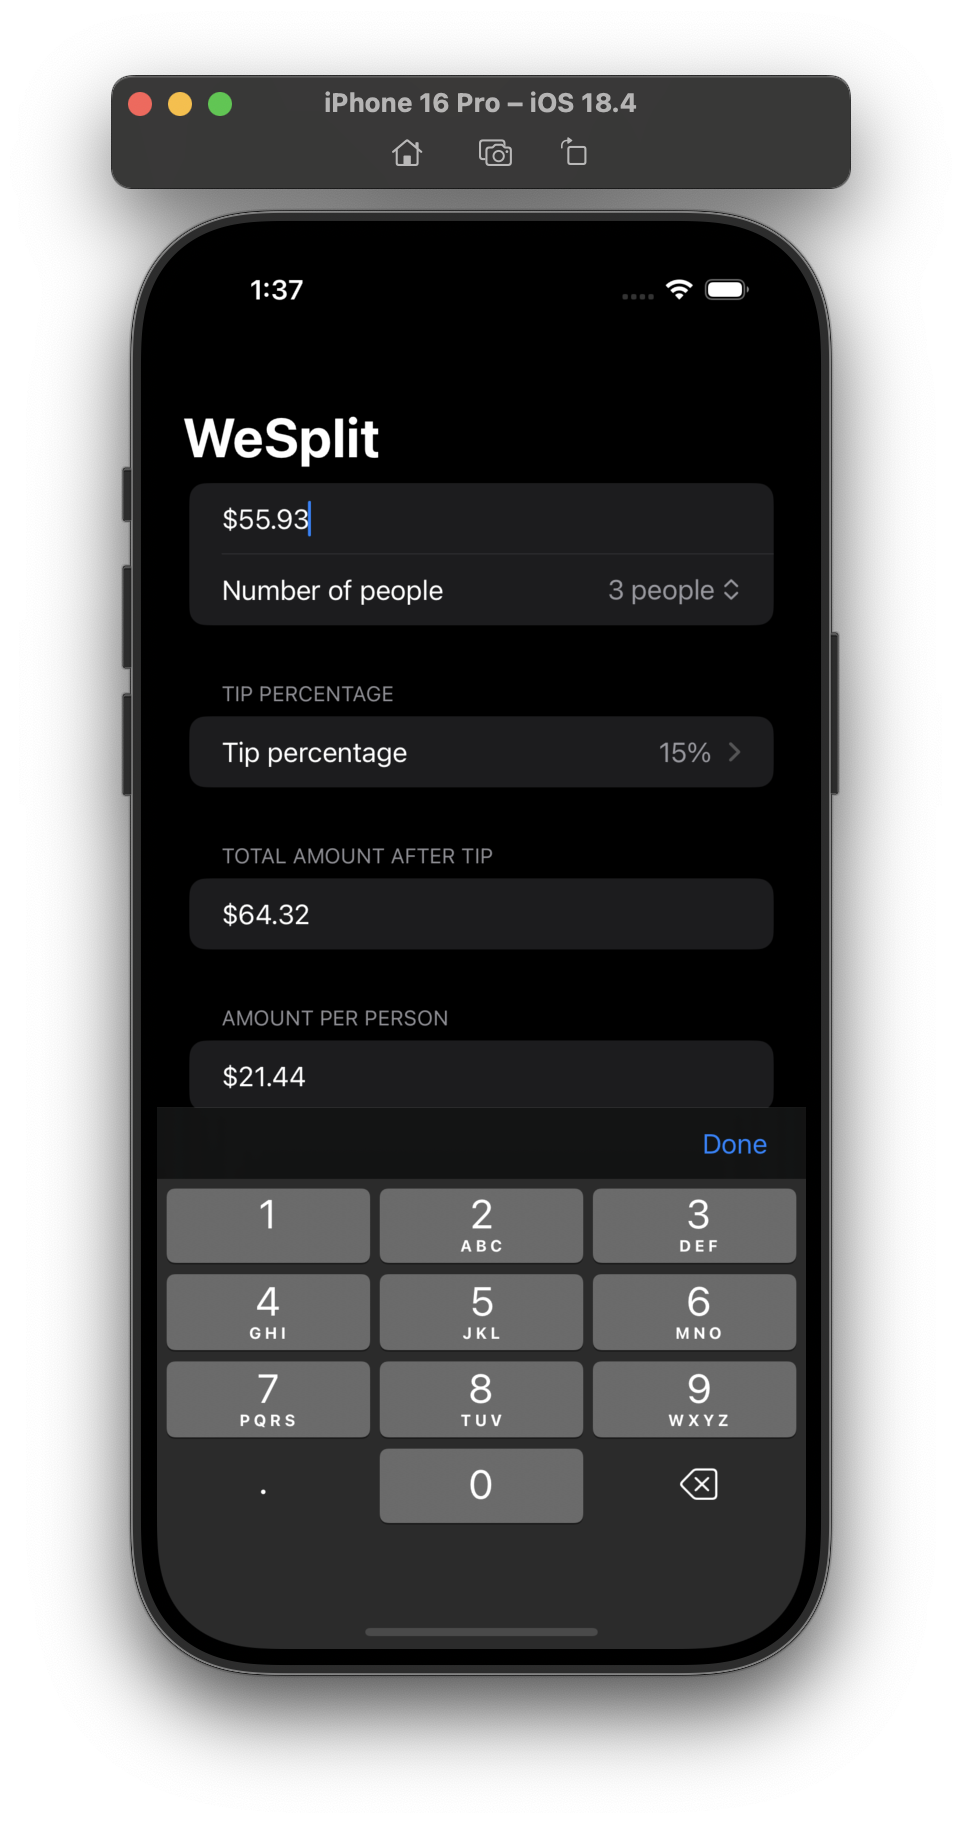 iPhone 16 Pro – iOS 18.4
1:37
WeSplit
$55.93
Number of people 3 people
TIP PERCENTAGE
Tip percentage 15%
TOTAL AMOUNT AFTER TIP
$64.32
AMOUNT PER PERSON
$21.44
Done
1 2 3
ABC DEF
4 5 6
GHI JKL MNO
7 8 9
PQRS TUV WXYZ
. 0